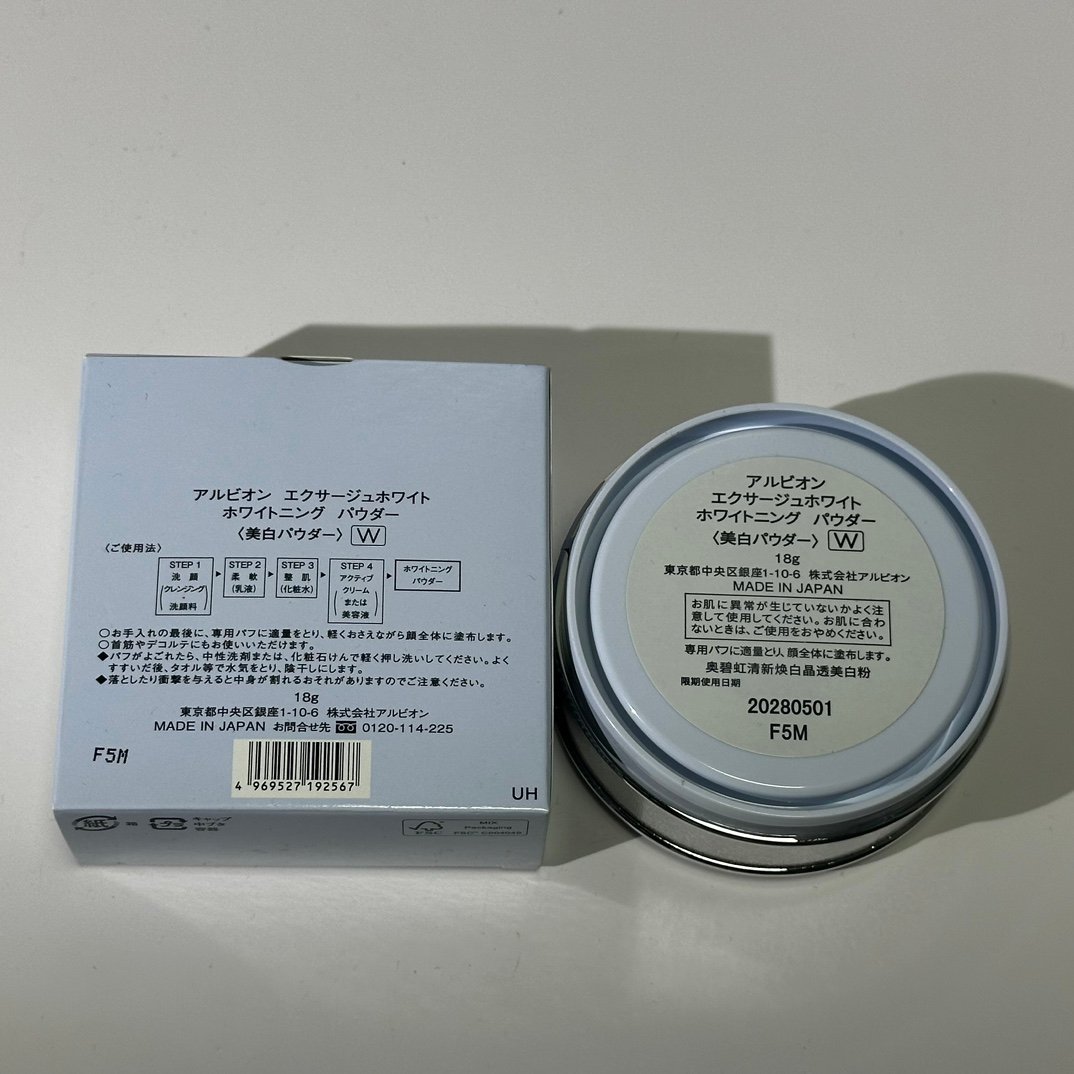 アルビオン エクサージュホワイト
ホワイトニング パウダー
〈美白パウダー〉 W
〈ご使用法〉
STEP 1
洗 顔
(クレンジング・洗顔料)
STEP 2
柔 軟
(乳液)
STEP 3
整 肌
(化粧水)
STEP 4
アクティブ
クリーム
または
美容液
ホワイトニング
パウダー
○お手入れの最後に、専用パフに適量をとり、軽くおさえながら顔全体に塗布します。
○首筋やデコルテにもお使いいただけます。
◆パフがよごれたら、中性洗剤または、化粧石けんで軽く押し洗いしてください。よく
すすいだ後、タオル等で水気をとり、陰干しにします。
◆落としたり衝撃を与えると中身が割れるおそれがありますのでご注意ください。
18g
東京都中央区銀座1-10-6 株式会社アルビオン
MADE IN JAPAN お問合せ先 0120-114-225
F5M
4 969527 192567
UH
紙 箱
プラ キャップ
中ブタ
容器
FSC
MIX
Packaging
アルビオン
エクサージュホワイト
ホワイトニング パウダー
〈美白パウダー〉 W
18g
東京都中央区銀座1-10-6 株式会社アルビオン
MADE IN JAPAN
お肌に異常が生じていないかよく注
意して使用してください。お肌に合わ
ないときは、ご使用をおやめください。
専用パフに適量とり、顔全体に塗布します。
奥碧虹清新焕白晶透美白粉
限期使用日期
20280501
F5M